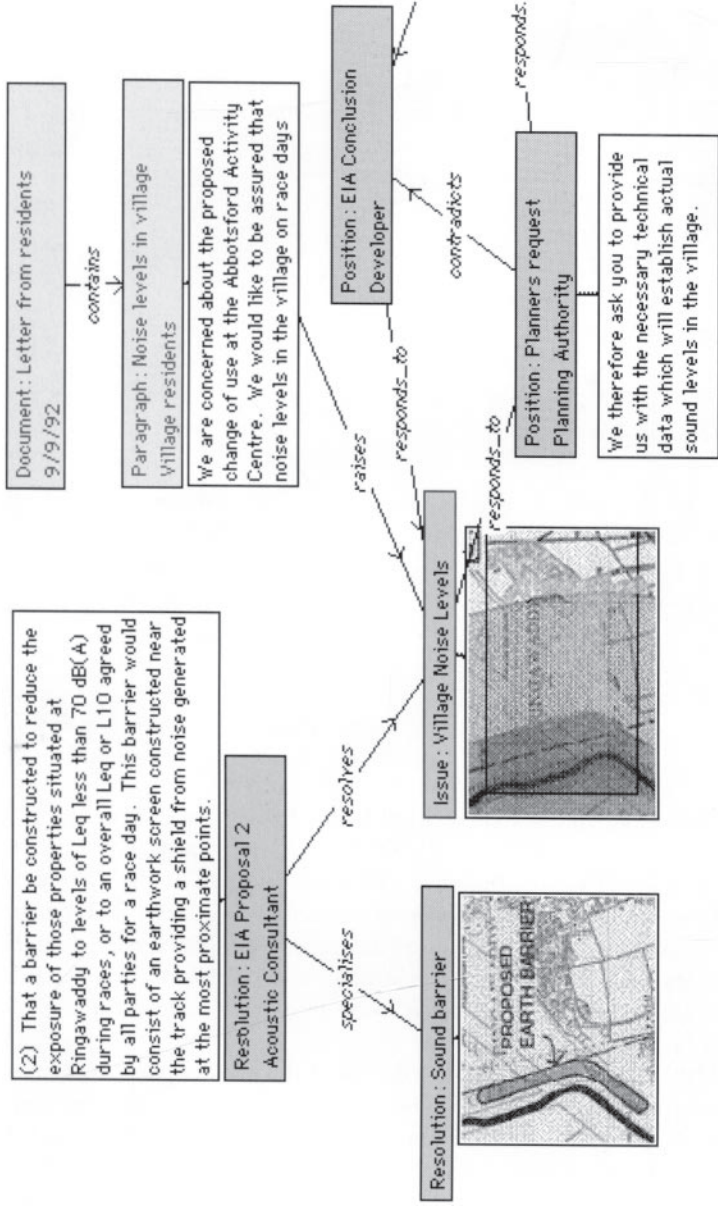 (2) That a barrier be constructed to reduce the
exposure of those properties situated at
Ringawaddy to levels of Leq less than 70 dB(A)
during races, or to an overall Leq or L10 agreed
by all parties for a race day. This barrier would
consist of an earthwork screen constructed near
the track providing a shield from noise generated
at the most proximate points.
Resolution : EIA Proposal 2
Acoustic Consultant
specialises
resolves
Resolution : Sound barrier
PROPOSED
EARTH BARRIER
Document : Letter from residents
9/9/92
contains
Paragraph : Noise levels in village
Village residents
We are concerned about the proposed
change of use at the Abbotsford Activity
Centre. We would like to be assured that
noise levels in the village on race days
raises
responds_to
Issue : Village Noise Levels
responds_to
Position : EIA Conclusion
Developer
contradicts
Position : Planners request
Planning Authority
responds.
We therefore ask you to provide
us with the necessary technical
data which will establish actual
sound levels in the village.